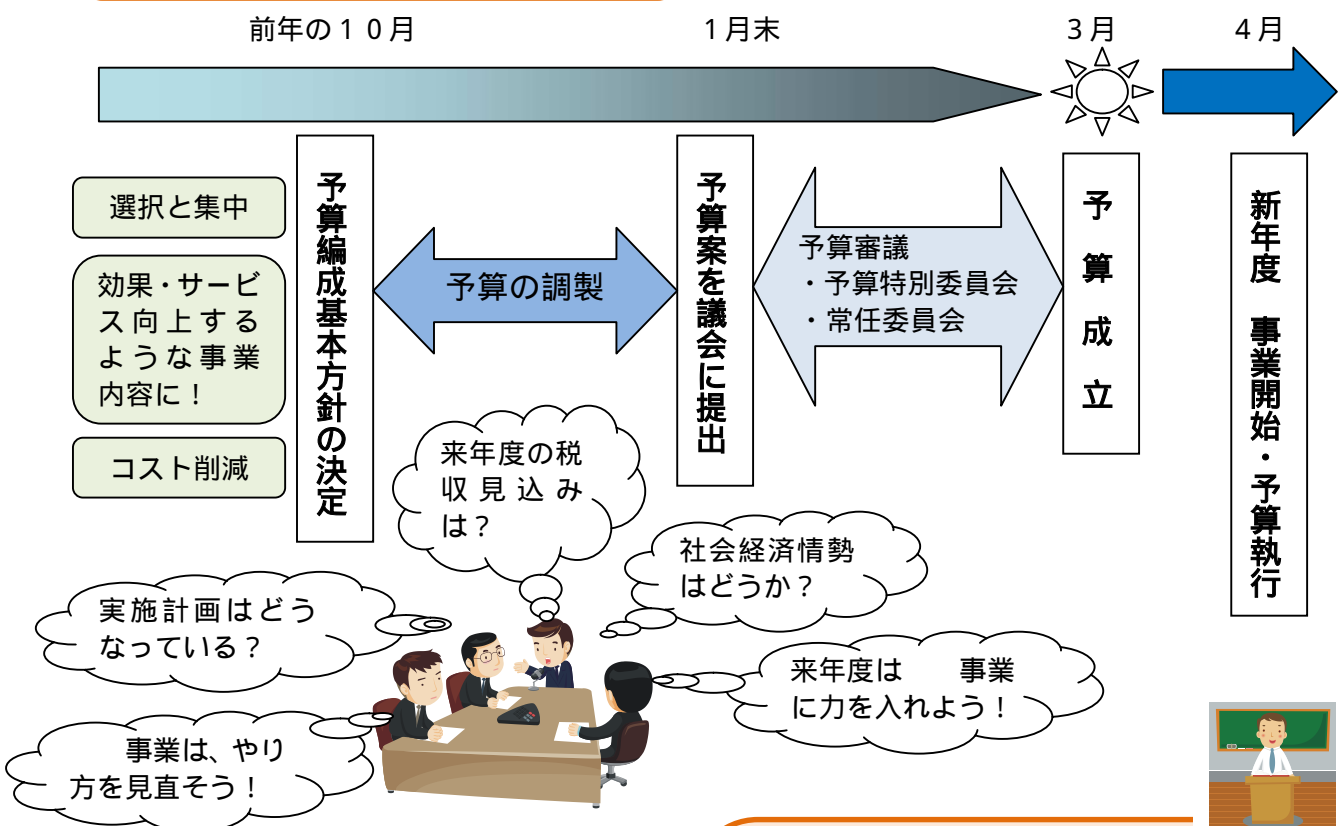 前年の１０月
１月末
３月
４月
選択と集中
効果・サービ
ス向上する
ような事業
内容に！
コスト削減
予算編成基本方針の決定
予算の調製
予算案を議会に提出
予算審議
・予算特別委員会
・常任委員会
予算成立
新年度　事業開始・予算執行
来年度の税
収見込み
は？
社会経済情勢
はどうか？
実施計画はどう
なっている？
来年度は　　事業
に力を入れよう！
事業は、やり
方を見直そう！